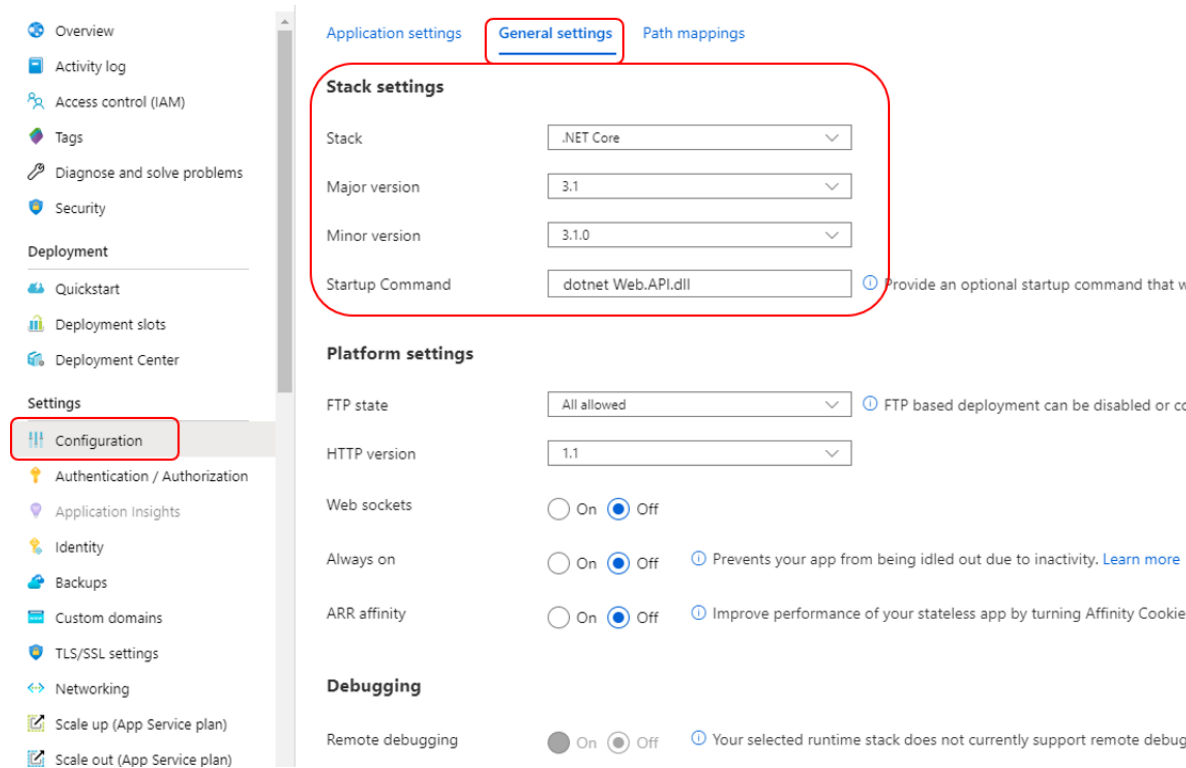 Overview
Activity log
Access control (IAM)
Tags
Diagnose and solve problems
Security
Deployment
Quickstart
Deployment slots
Deployment Center
Settings
Configuration
Authentication / Authorization
Application Insights
Identity
Backups
Custom domains
TLS/SSL settings
Networking
Scale up (App Service plan)
Scale out (App Service plan)
Application settings General settings Path mappings
Stack settings
Stack .NET Core
Major version 3.1
Minor version 3.1.0
Startup Command dotnet Web.API.dll Provide an optional startup command that w
Platform settings
FTP state All allowed FTP based deployment can be disabled or co
HTTP version 1.1
Web sockets On Off
Always on On Off Prevents your app from being idled out due to inactivity. Learn more
ARR affinity On Off Improve performance of your stateless app by turning Affinity Cookie
Debugging
Remote debugging On Off Your selected runtime stack does not currently support remote debug